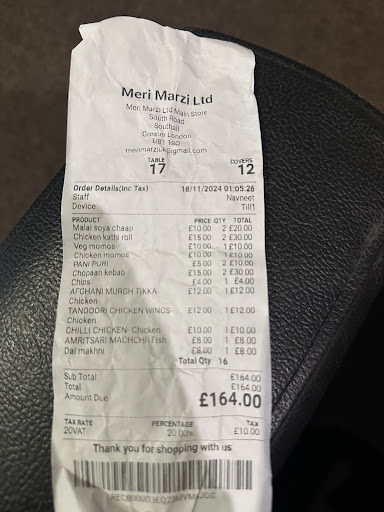 Meri Marzi Ltd
Meri Marzi Ltd Main Store
South Road
Southall
Greater London
UB1 1SQ
merimarziuk@gmail.com
TABLE COVERS
17 12
Order Details(Inc Tax) 18/11/2024 01:05:26
Staff Navneet
Device Till1
PRODUCT PRICE QTY TOTAL
Malai soya chaap £10.00 2 £20.00
Chicken kathi roll £15.00 2 £30.00
Veg momos £10.00 1 £10.00
Chicken momos £10.00 1 £10.00
PANI PURI £5.00 2 £10.00
Chopaan kebab £15.00 2 £30.00
Chips £4.00 1 £4.00
AFGHANI MURGH TIKKA- £12.00 1 £12.00
Chicken
TANDOORI CHICKEN WINGS- £12.00 1 £12.00
Chicken
CHILLI CHICKEN- Chicken £10.00 1 £10.00
AMRITSARI MACHCHI- Fish £8.00 1 £8.00
Dal makhni £8.00 1 £8.00
Total Qty 16
Sub Total £164.00
Total £164.00
Amount Due £164.00
TAX RATE PERCENTAGE TAX
20VAT 20.00% £10.00
Thank you for shopping with us